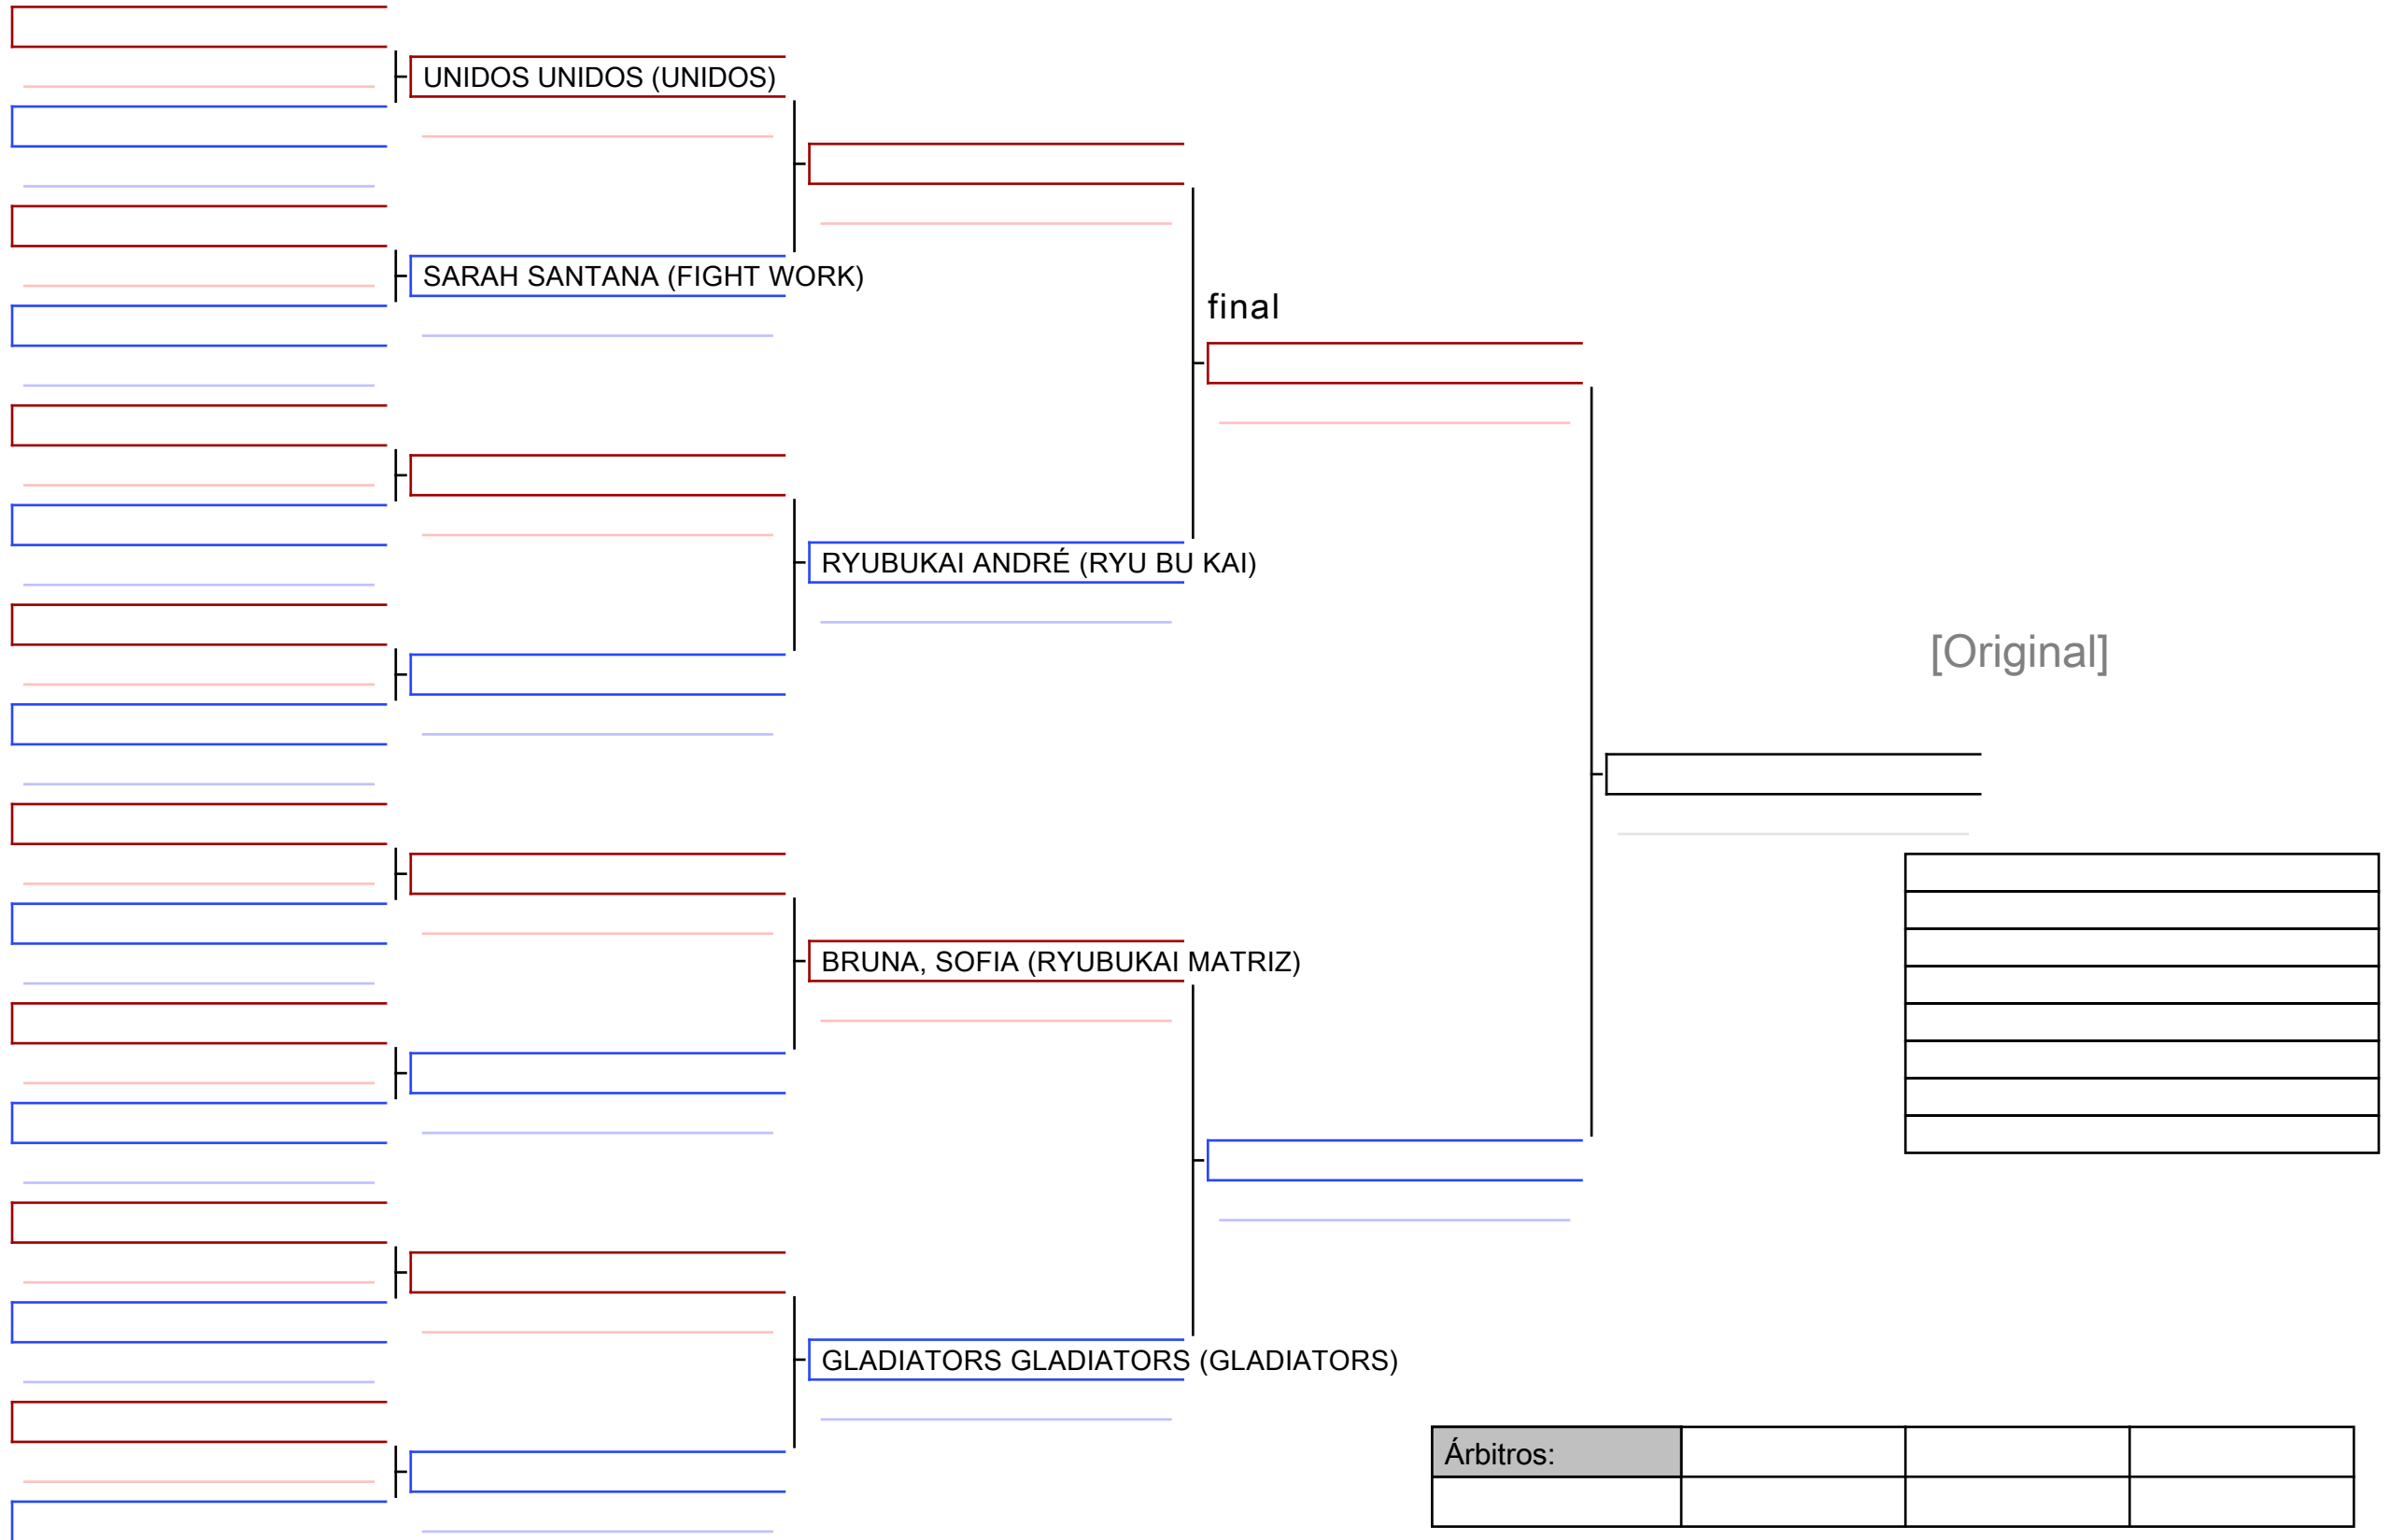 UNIDOS UNIDOS (UNIDOS)
SARAH SANTANA (FIGHT WORK)
final
RYUBUKAI ANDRÉ (RYU BU KAI)
[Original]
BRUNA, SOFIA (RYUBUKAI MATRIZ)
GLADIATORS GLADIATORS (GLADIATORS)
Árbitros: